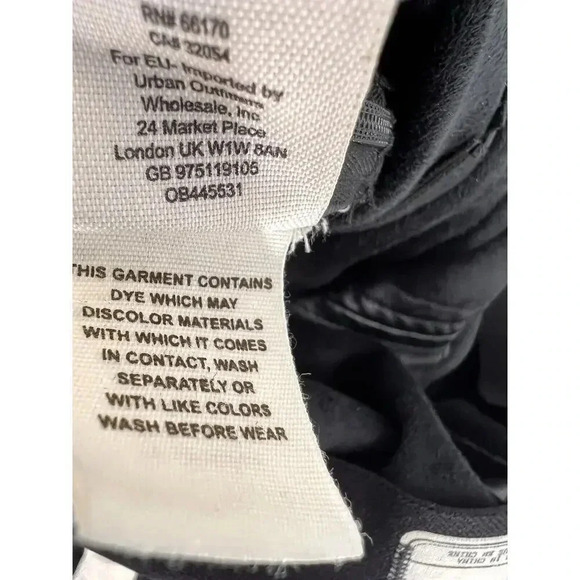 RN# 66170
CA# 32054
For EU- Imported by
Urban Outfitters
Wholesale, Inc
24 Market Place
London UK W1W 8AN
GB 975119105
OB445531
THIS GARMENT CONTAINS
DYE WHICH MAY
DISCOLOR MATERIALS
WITH WHICH IT COMES
IN CONTACT, WASH
SEPARATELY OR
WITH LIKE COLORS
WASH BEFORE WEAR
IN CHINA